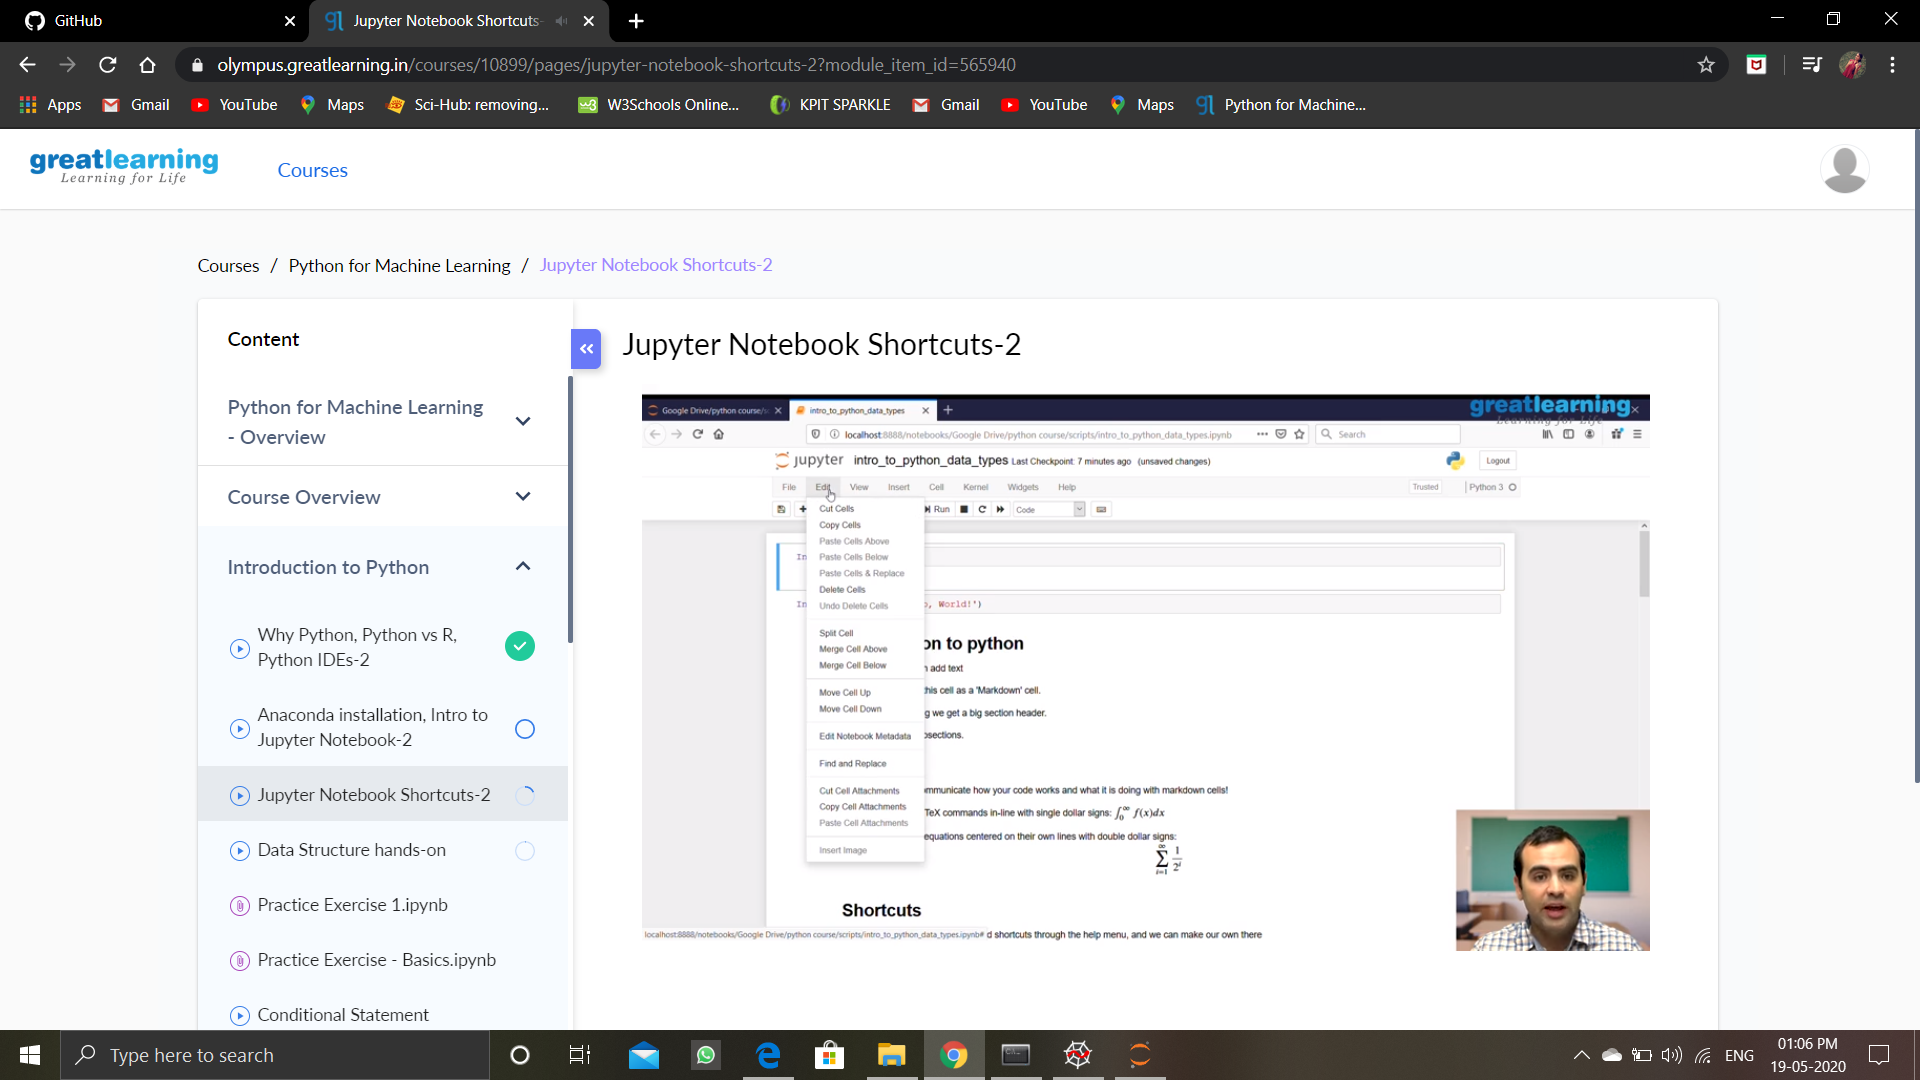 GitHub
Jupyter Notebook Shortcuts-
olympus.greatlearning.in/courses/10899/pages/jupyter-notebook-shortcuts-2?module_item_id=565940
Apps Gmail YouTube Maps Sci-Hub: removing... W3Schools Online... KPIT SPARKLE Gmail YouTube Maps Python for Machine...
greatlearning
Learning for Life
Courses
Courses / Python for Machine Learning / Jupyter Notebook Shortcuts-2
Content
Python for Machine Learning
- Overview
Course Overview
Introduction to Python
Why Python, Python vs R,
Python IDEs-2
Anaconda installation, Intro to
Jupyter Notebook-2
Jupyter Notebook Shortcuts-2
Data Structure hands-on
Practice Exercise 1.ipynb
Practice Exercise - Basics.ipynb
Conditional Statement
Jupyter Notebook Shortcuts-2
Google Drive/python course/s
intro_to_python_data_types
greatlearning
Learning for Life
localhost:8888/notebooks/Google Drive/python course/scripts/intro_to_python_data_types.ipynb
Search
jupyter intro_to_python_data_types Last Checkpoint: 7 minutes ago (unsaved changes)
Logout
File Edit View Insert Cell Kernel Widgets Help
Trusted Python 3
Run Code
Cut Cells
Copy Cells
Paste Cells Above
Paste Cells Below
Paste Cells & Replace
Delete Cells
Undo Delete Cells
Split Cell
Merge Cell Above
Merge Cell Below
Move Cell Up
Move Cell Down
Edit Notebook Metadata
Find and Replace
Cut Cell Attachments
Copy Cell Attachments
Paste Cell Attachments
Insert Image
In
In
o, World!')
on to python
n add text
this cell as a 'Markdown' cell.
g we get a big section header.
bsections.
mmunicate how your code works and what it is doing with markdown cells!
TeX commands in-line with single dollar signs: ∫₀^∞ f(x)dx
equations centered on their own lines with double dollar signs:
∑_{i=1}^∞ 1/2^i
Shortcuts
localhost:8888/notebooks/Google Drive/python course/scripts/intro_to_python_data_types.ipynb#
d shortcuts through the help menu, and we can make our own there
Type here to search
ENG
01:06 PM
19-05-2020